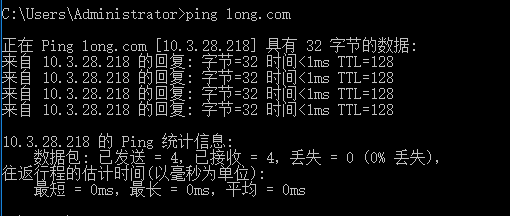 C:\Users\Administrator>ping long.com
正在 Ping long.com [10.3.28.218] 具有 32 字节的数据:
来自 10.3.28.218 的回复: 字节=32 时间<1ms TTL=128
来自 10.3.28.218 的回复: 字节=32 时间<1ms TTL=128
来自 10.3.28.218 的回复: 字节=32 时间<1ms TTL=128
来自 10.3.28.218 的回复: 字节=32 时间<1ms TTL=128
10.3.28.218 的 Ping 统计信息:
数据包: 已发送 = 4, 已接收 = 4, 丢失 = 0 (0% 丢失),
往返行程的估计时间(以毫秒为单位):
最短 = 0ms, 最长 = 0ms, 平均 = 0ms